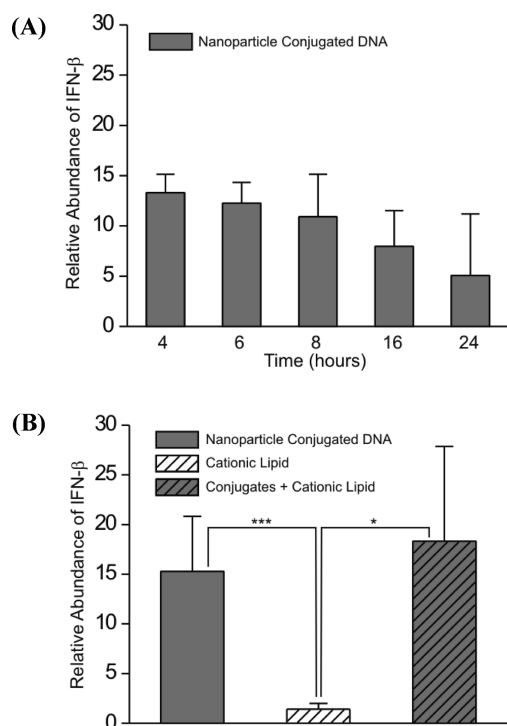 (A)
Nanoparticle Conjugated DNA
Relative Abundance of IFN-β
30
25
20
15
10
5
0
4 6 8 16 24
Time (hours)
(B)
Nanoparticle Conjugated DNA
Cationic Lipid
Conjugates + Cationic Lipid
Relative Abundance of IFN-β
30
25
20
15
10
5
0
*** *